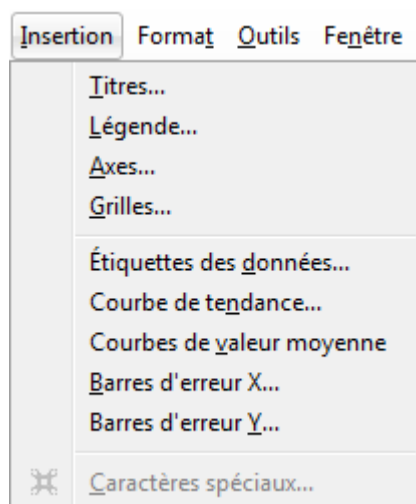 Insertion Format Outils Fenêtre
Titres...
Légende...
Axes...
Grilles...
Étiquettes des données...
Courbe de tendance...
Courbes de valeur moyenne
Barres d'erreur X...
Barres d'erreur Y...
Caractères spéciaux...